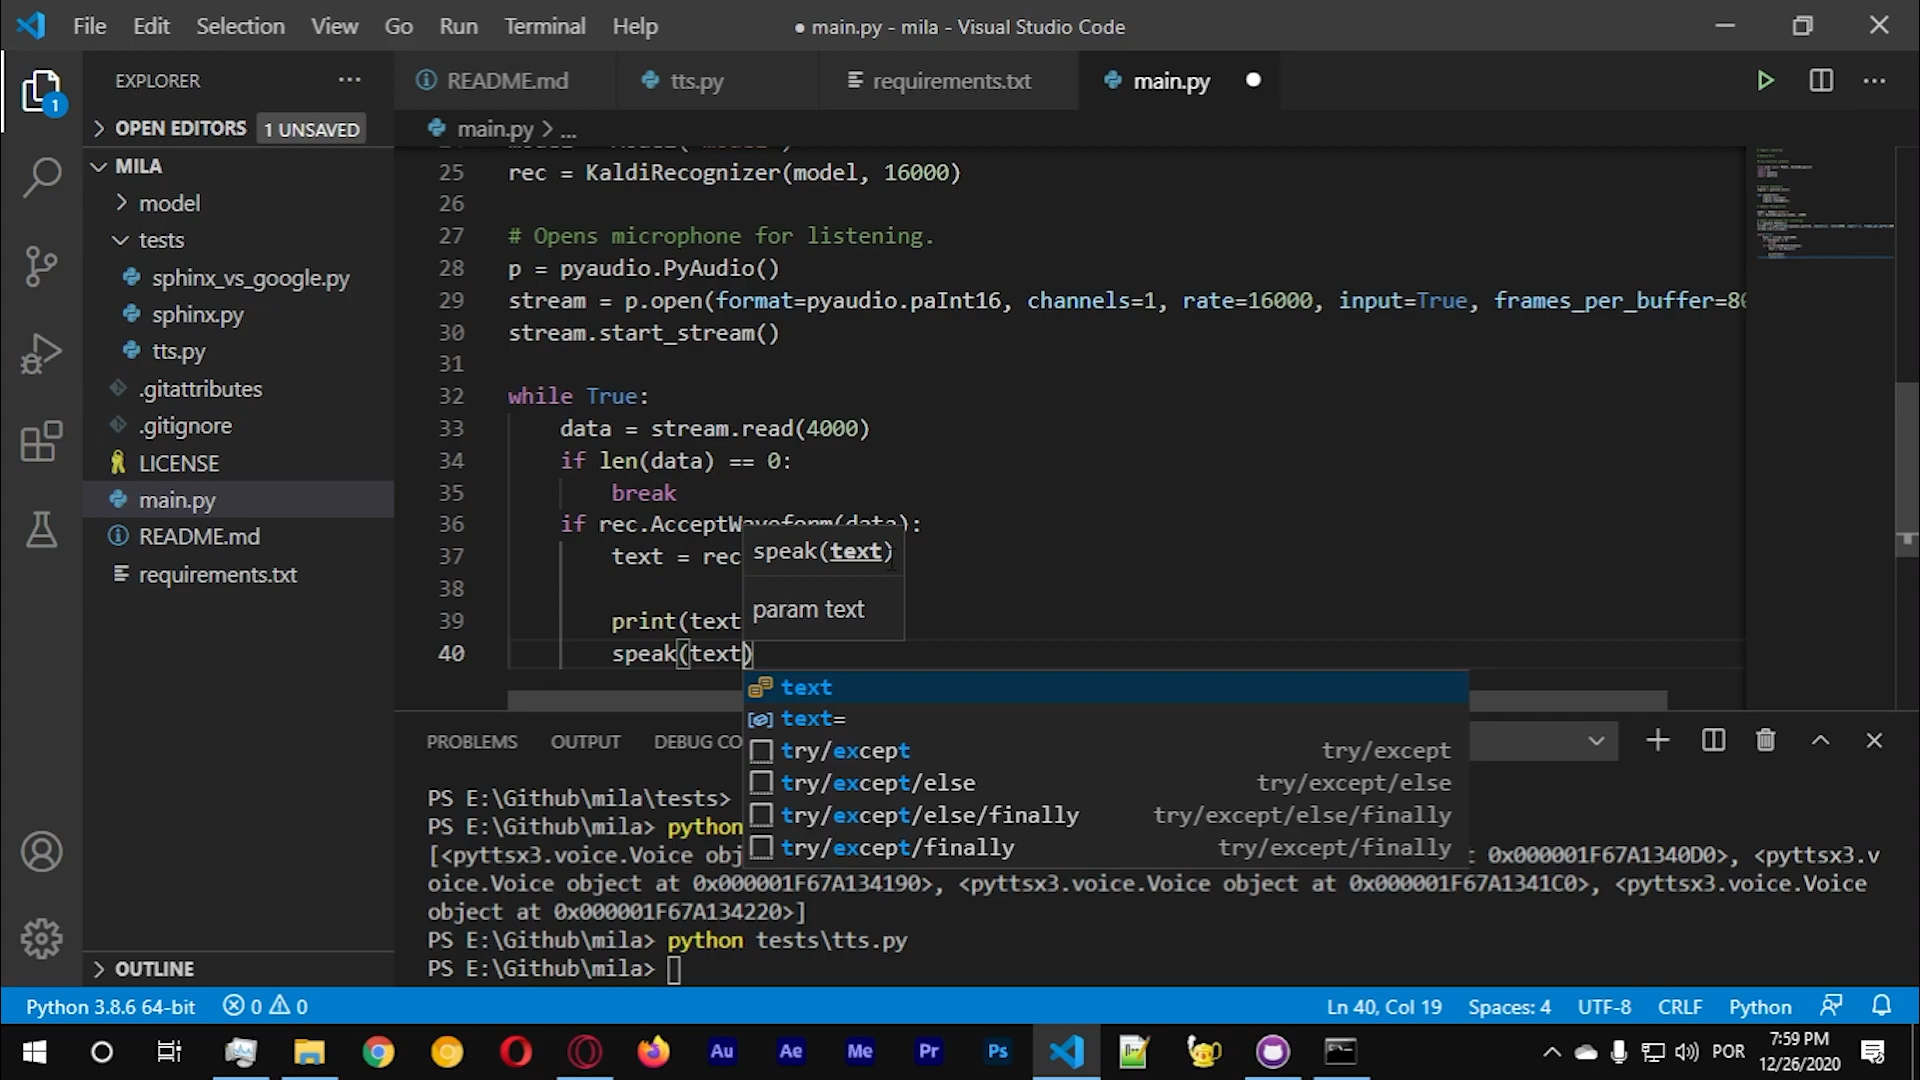 File Edit Selection View Go Run Terminal Help
● main.py - mila - Visual Studio Code
EXPLORER
OPEN EDITORS 1 UNSAVED
MILA
model
tests
sphinx_vs_google.py
sphinx.py
tts.py
.gitattributes
.gitignore
LICENSE
main.py
README.md
requirements.txt
OUTLINE
1
README.md tts.py requirements.txt main.py
main.py > ...
25 rec = KaldiRecognizer(model, 16000)
26
27 # Opens microphone for listening.
28 p = pyaudio.PyAudio()
29 stream = p.open(format=pyaudio.paInt16, channels=1, rate=16000, input=True, frames_per_buffer=80
30 stream.start_stream()
31
32 while True:
33 data = stream.read(4000)
34 if len(data) == 0:
35 break
36 if rec.AcceptWaveform(data):
37 text = rec
38
39 print(text
40 speak(text)
speak(text)
param text
text
text=
try/except try/except
try/except/else try/except/else
try/except/else/finally try/except/else/finally
try/except/finally try/except/finally
PROBLEMS OUTPUT DEBUG CO
PS E:\Github\mila\tests>
PS E:\Github\mila> python
[<pyttsx3.voice.Voice obj t 0x000001F67A1340D0>, <pyttsx3.v
oice.Voice object at 0x000001F67A134190>, <pyttsx3.voice.Voice object at 0x000001F67A1341C0>, <pyttsx3.voice.Voice
object at 0x000001F67A134220>]
PS E:\Github\mila> python tests\tts.py
PS E:\Github\mila>
Python 3.8.6 64-bit 0 0 Ln 40, Col 19 Spaces: 4 UTF-8 CRLF Python
Au Ae Me Pr Ps POR 7:59 PM
12/26/2020